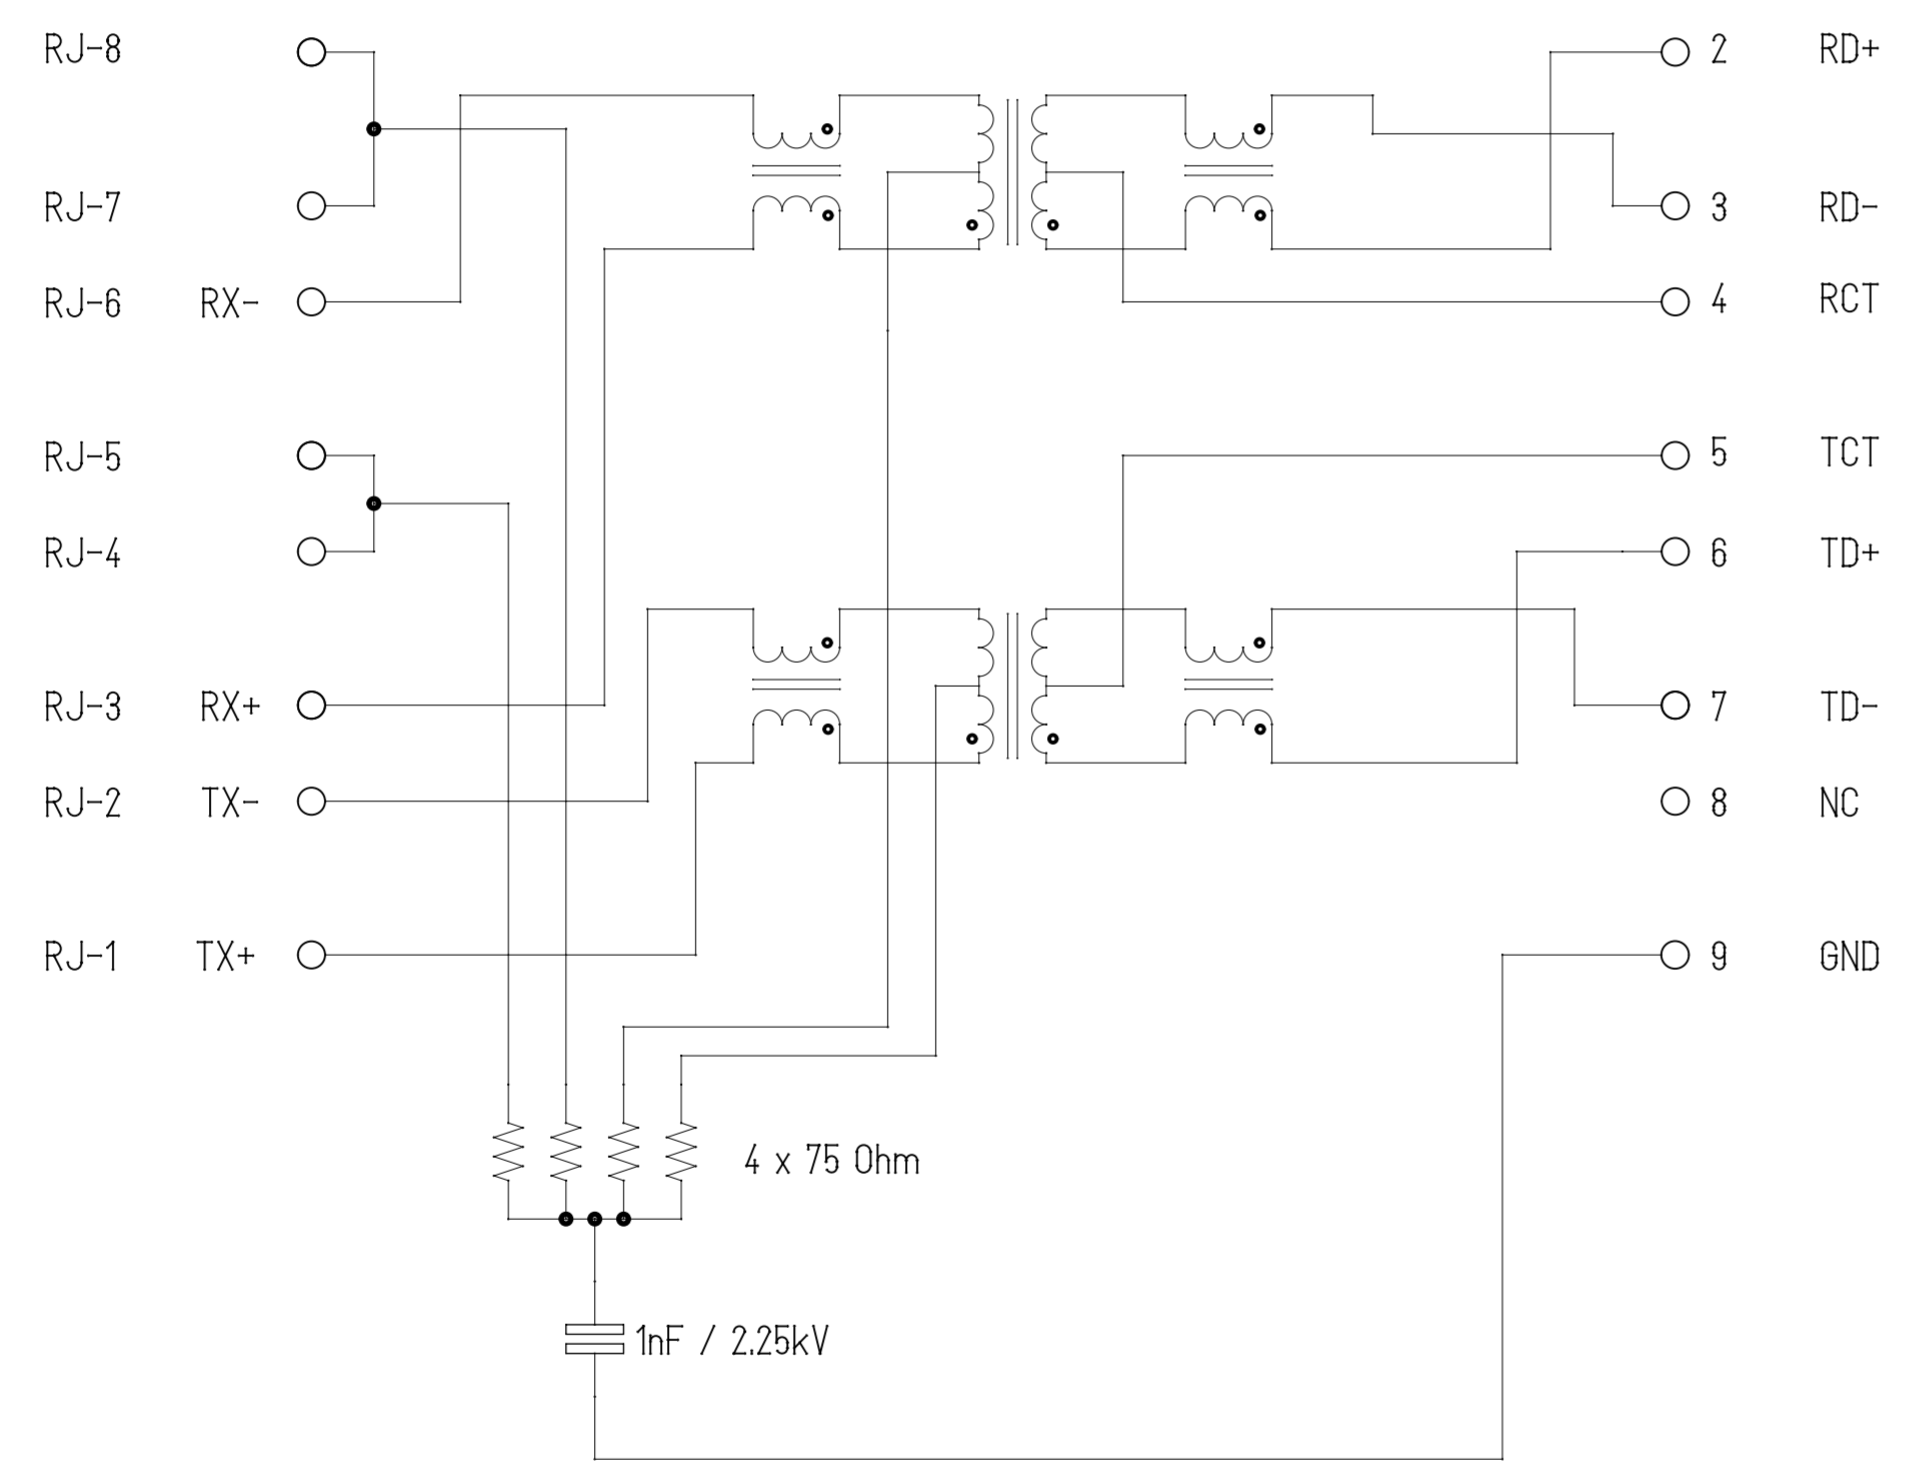 RJ-8 2 RD+
RJ-7 3 RD-
RJ-6 RX- 4 RCT
RJ-5 5 TCT
RJ-4 6 TD+
RJ-3 RX+ 7 TD-
RJ-2 TX- 8 NC
RJ-1 TX+ 9 GND
4 x 75 Ohm
1nF / 2.25kV